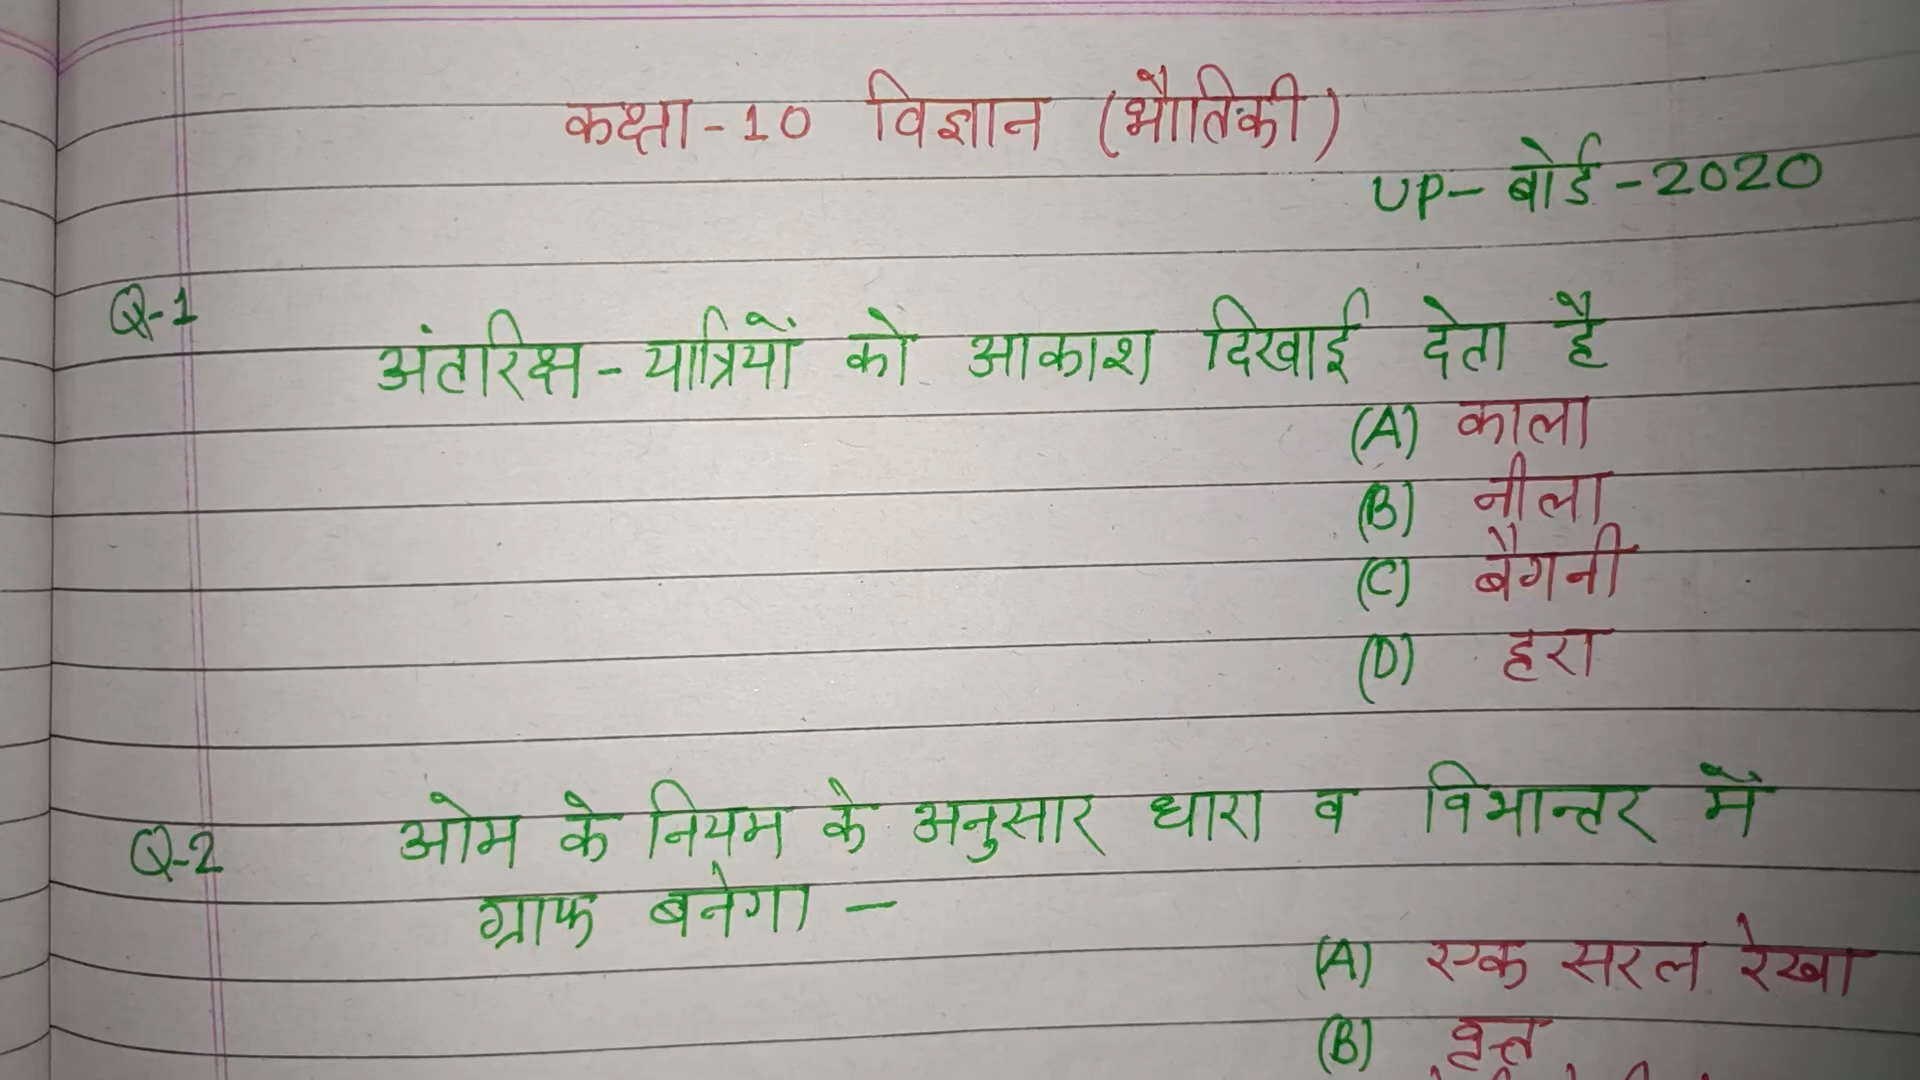 कक्षा-10 विज्ञान (भौतिकी)
UP- बोर्ड -2020
Q-1
अंतरिक्ष-यात्रियों को आकाश दिखाई देता है
(A) काला
(B) नीला
(C) बैगनी
(D) हरा
Q-2 ओम के नियम के अनुसार धारा व विभान्तर में
ग्राफ बनेगा -
(A) एक सरल रेखा
(B) वृत्त